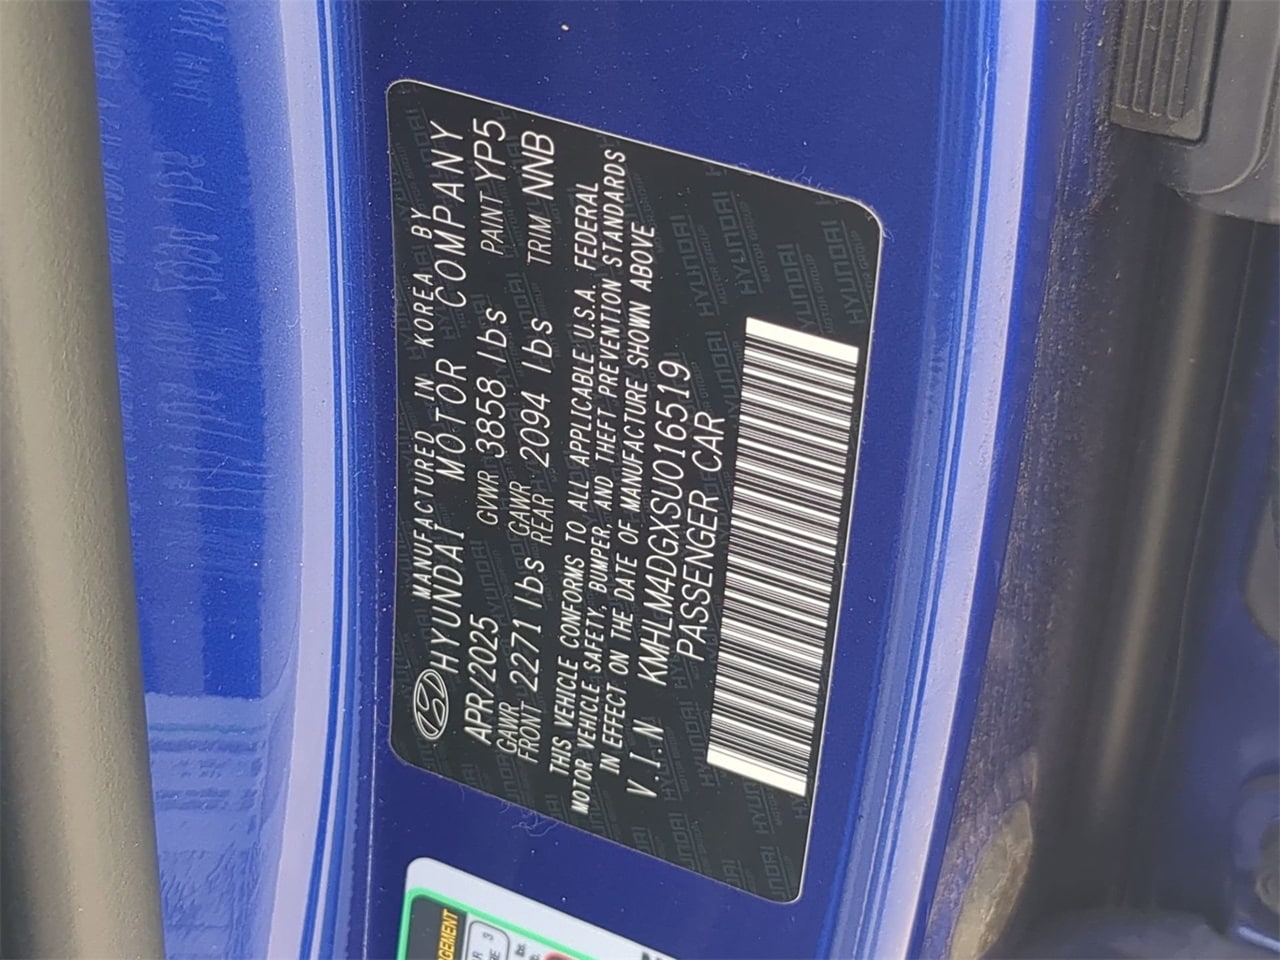 MANUFACTURED IN KOREA BY
HYUNDAI MOTOR COMPANY
APR/2025 GVWR 3858 lbs PAINT YP5
GAWR FRONT 2271 lbs GAWR REAR 2094 lbs TRIM NNB
THIS VEHICLE CONFORMS TO ALL APPLICABLE U.S.A. FEDERAL
MOTOR VEHICLE SAFETY, BUMPER, AND THEFT PREVENTION STANDARDS
IN EFFECT ON THE DATE OF MANUFACTURE SHOWN ABOVE
V.I.N KMHLM4DGXSU016519
PASSENGER CAR